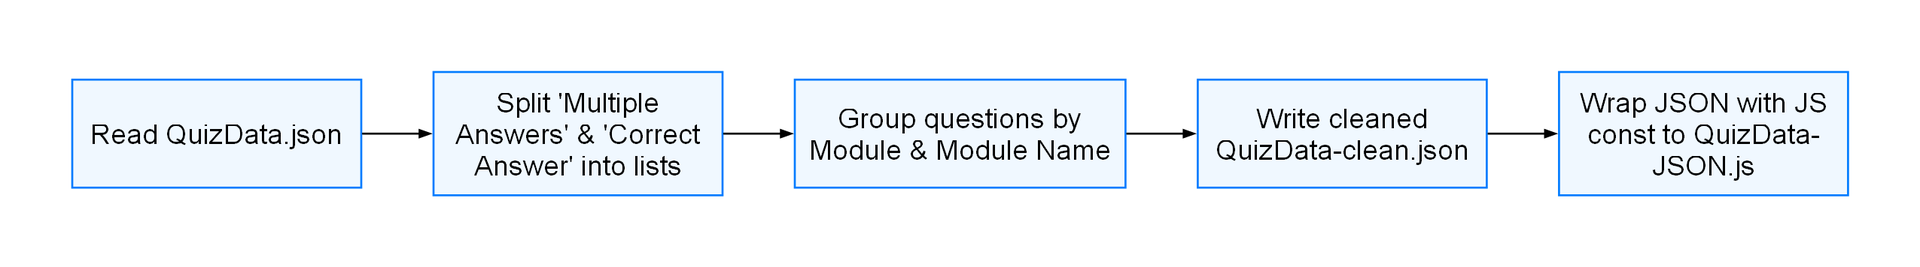 Read QuizData.json
Split 'Multiple
Answers' & 'Correct
Answer' into lists
Group questions by
Module & Module Name
Write cleaned
QuizData-clean.json
Wrap JSON with JS
const to QuizData-
JSON.js